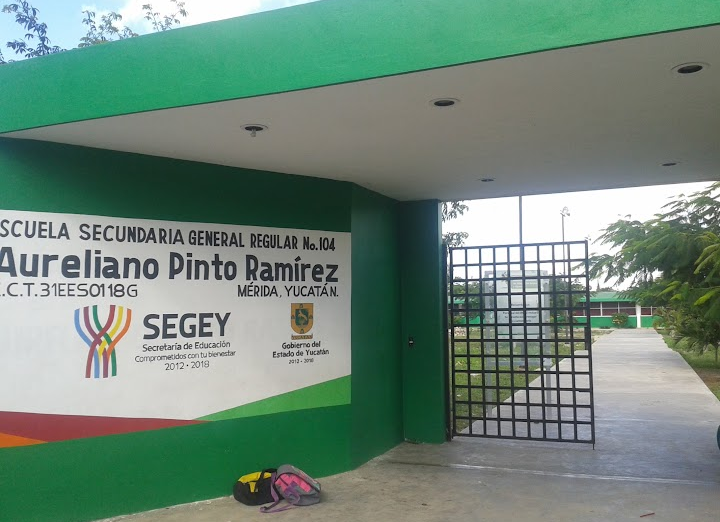 SCUELA SECUNDARIA GENERAL REGULAR No.104
Aureliano Pinto Ramírez
.C.T.31EES0118G
MÉRIDA, YUCATÁN.
SEGEY
Secretaría de Educación
Comprometidos con tu bienestar
2012 • 2018
Gobierno del
Estado de Yucatán
2012 • 2018